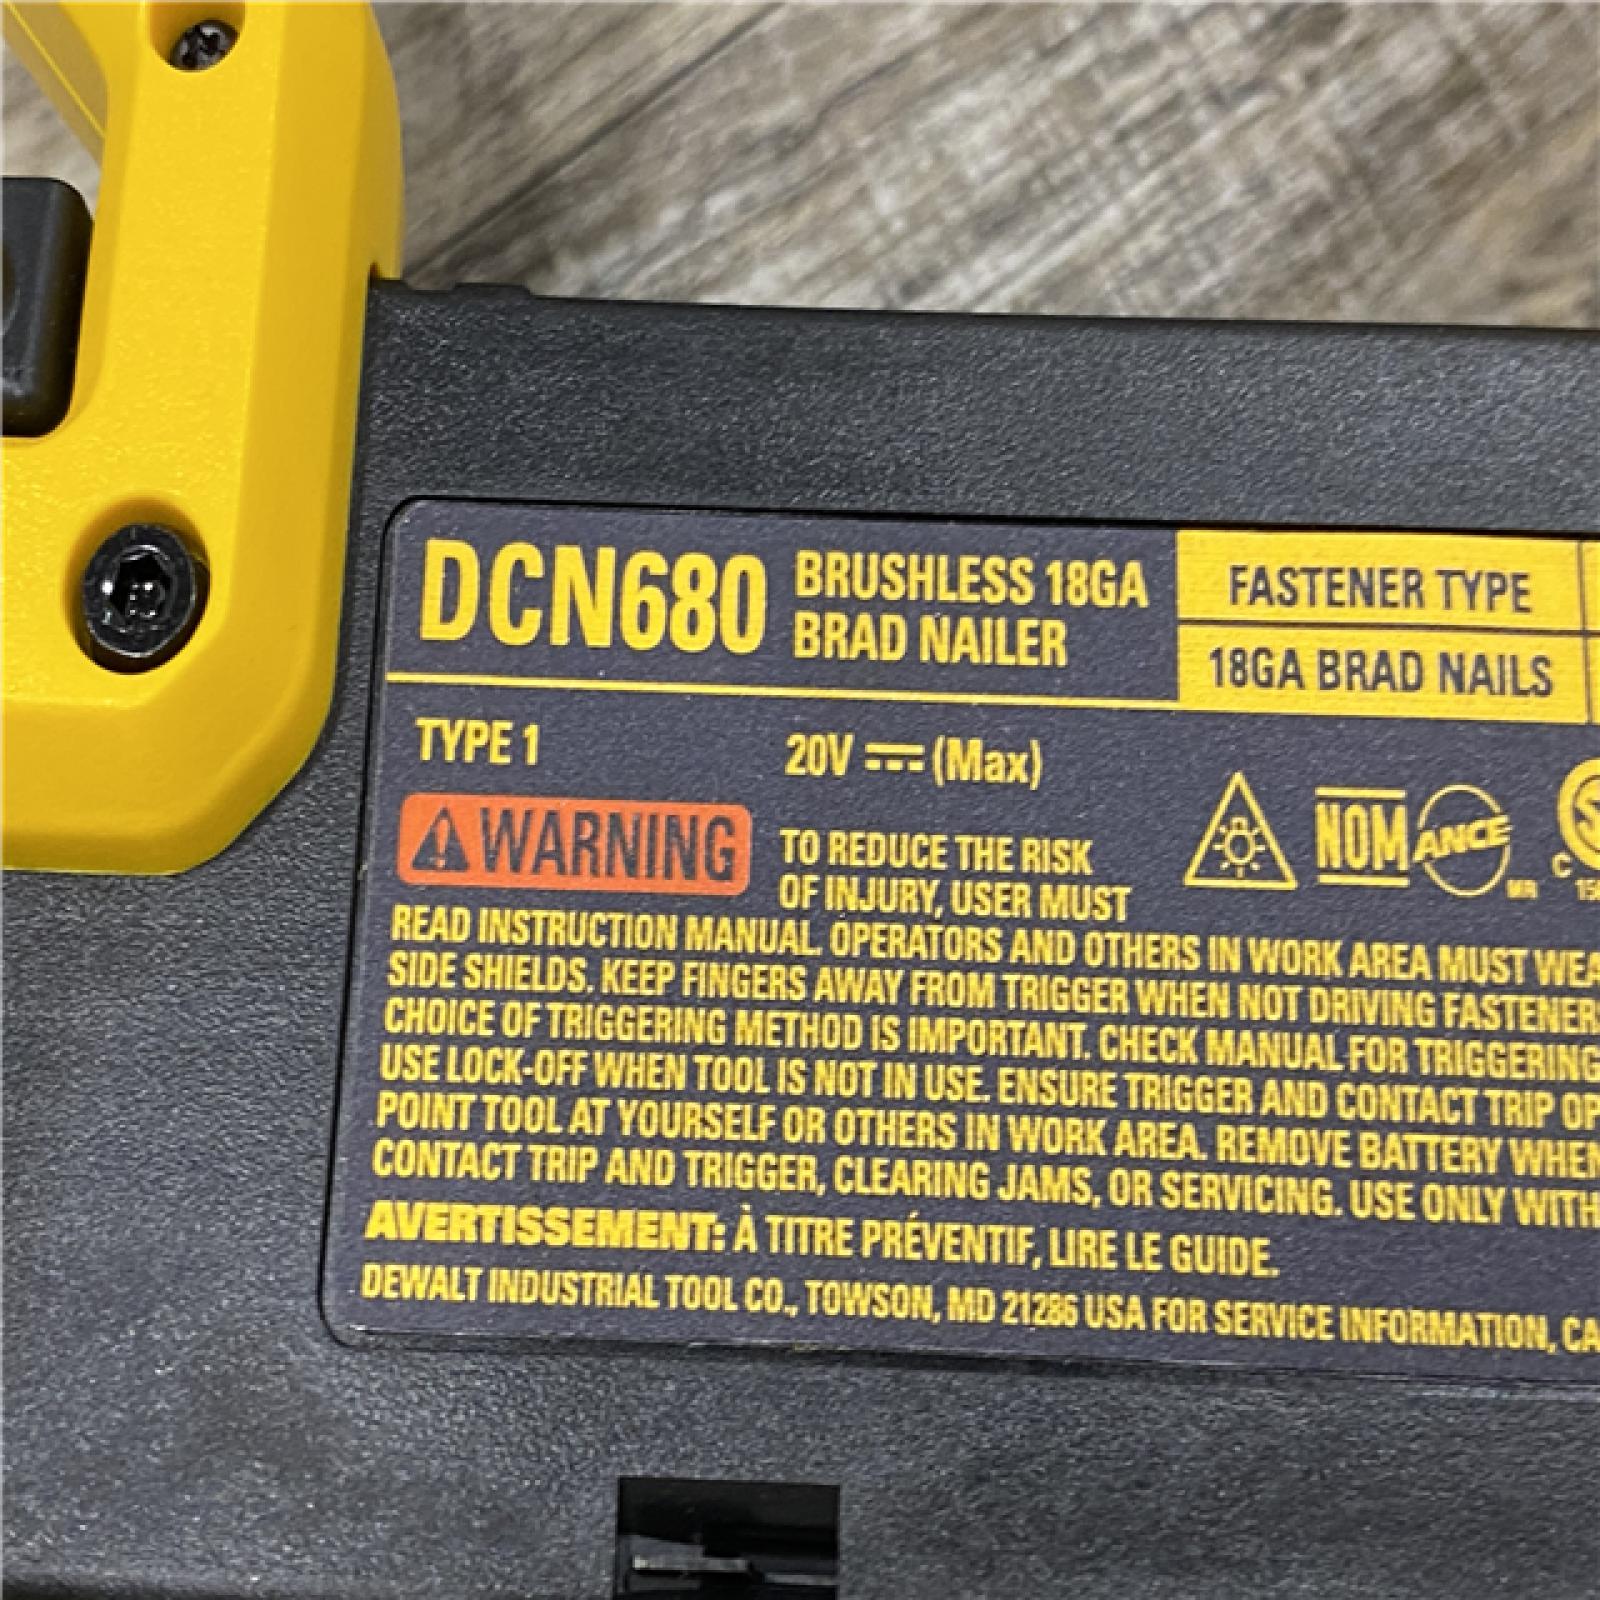 DCN680 BRUSHLESS 18GA
BRAD NAILER
FASTENER TYPE
18GA BRAD NAILS
TYPE 1 20V (Max)
WARNING TO REDUCE THE RISK
OF INJURY, USER MUST
NOM ANCE MR
C
READ INSTRUCTION MANUAL. OPERATORS AND OTHERS IN WORK AREA MUST
SIDE SHIELDS. KEEP FINGERS AWAY FROM TRIGGER WHEN NOT DRIVING
CHOICE OF TRIGGERING METHOD IS IMPORTANT. CHECK MANUAL FOR TRIGGERING
USE LOCK-OFF WHEN TOOL IS NOT IN USE. ENSURE TRIGGER AND CONTACT TRIP
POINT TOOL AT YOURSELF OR OTHERS IN WORK AREA. REMOVE BATTERY
CONTACT TRIP AND TRIGGER, CLEARING JAMS, OR SERVICING. USE ONLY WITH
AVERTISSEMENT: À TITRE PRÉVENTIF, LIRE LE GUIDE.
DEWALT INDUSTRIAL TOOL CO., TOWSON, MD 21286 USA FOR SERVICE INFORMATION,